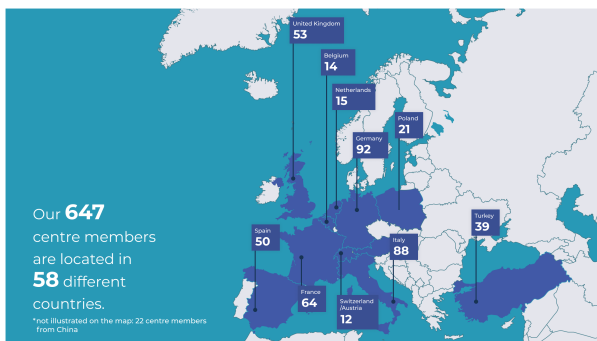 United Kingdom
53
Belgium
14
Netherlands
15
Poland
21
Germany
92
Our 647
centre members
are located in
58 different
countries.
*not illustrated on the map: 22 centre members
from China
Spain
50
France
64
Switzerland
/Austria
12
Italy
88
Turkey
39